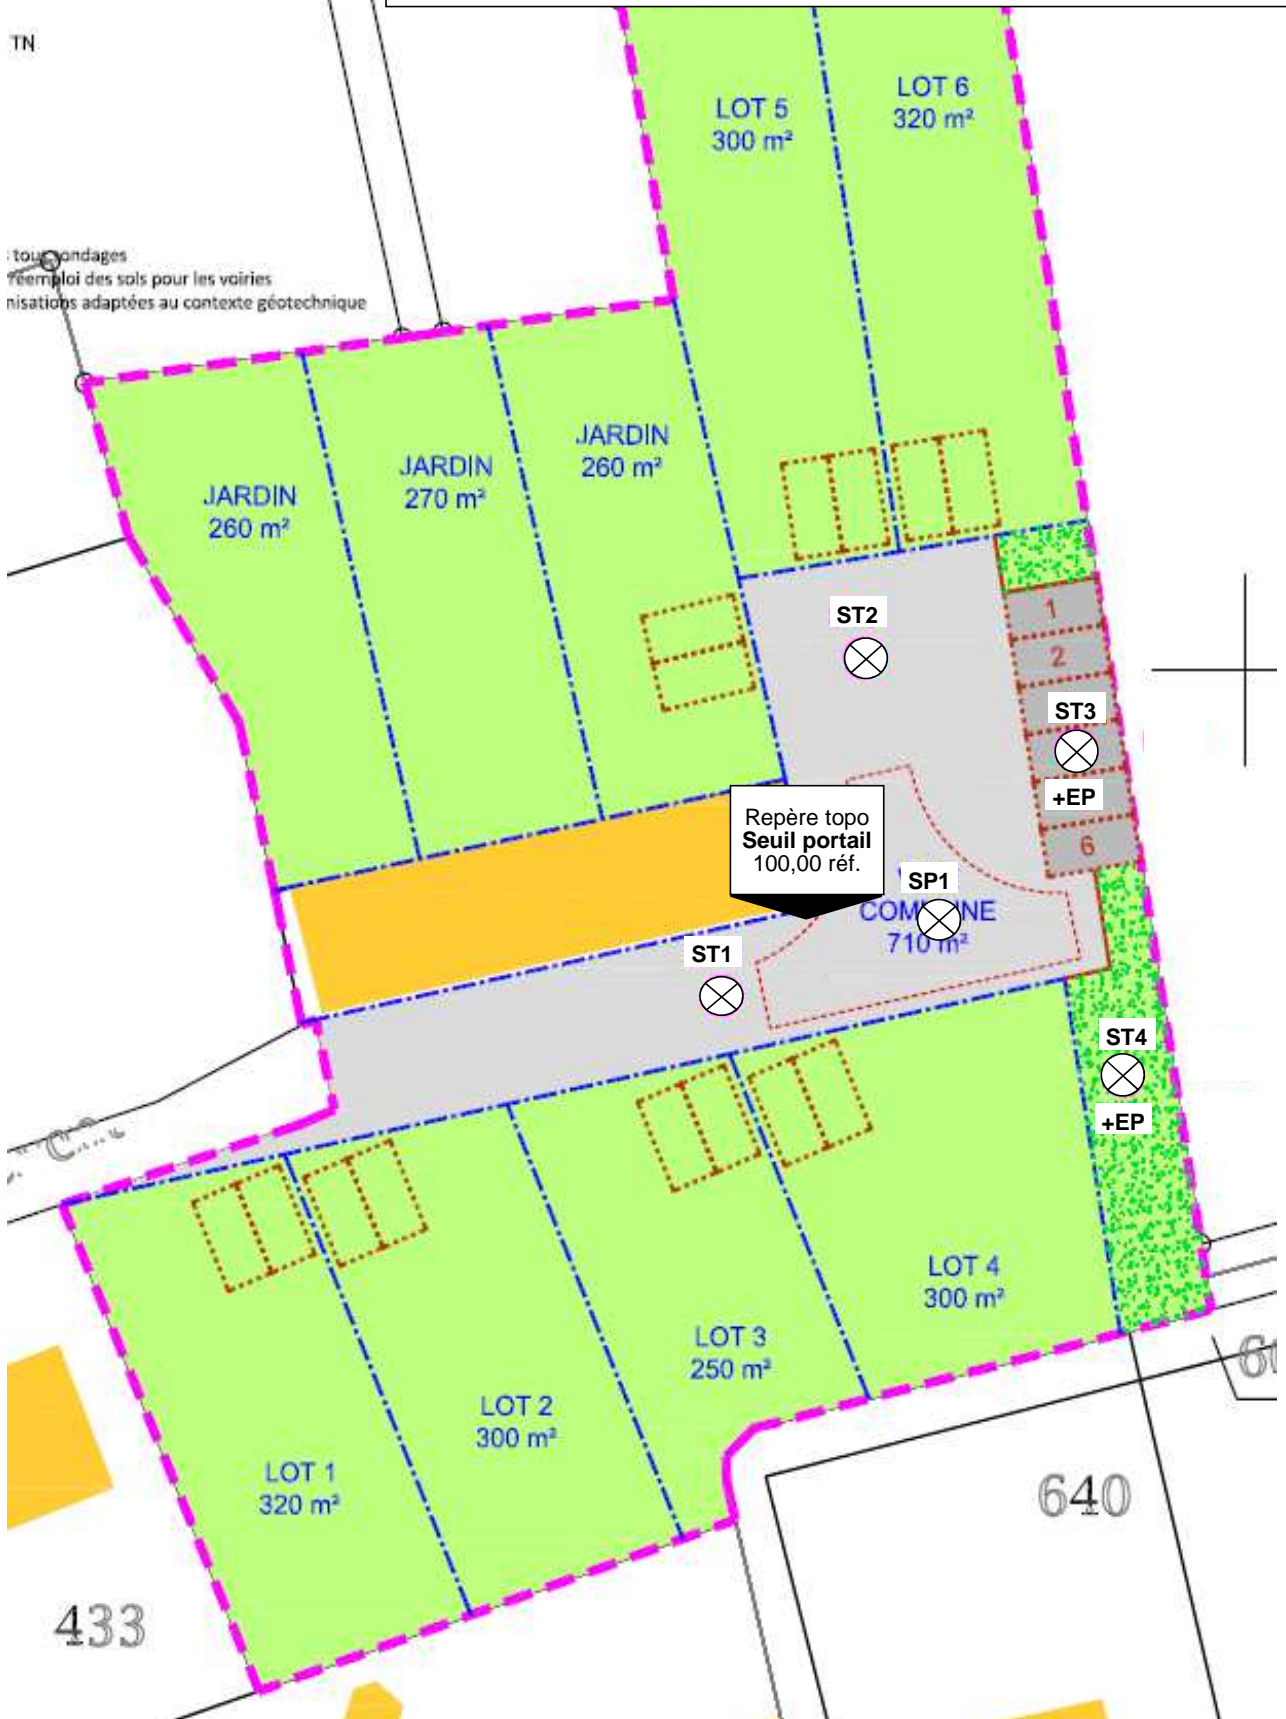 TN
LOT 5
300 m²
LOT 6
320 m²
réemploi des sols pour les voiries
adaptées au contexte géotechnique
JARDIN
260 m²
JARDIN
270 m²
JARDIN
260 m²
ST2
1
2
ST3
+EP
6
Repère topo
Seuil portail
100,00 réf.
SP1
710 m²
ST1
ST4
+EP
LOT 4
300 m²
LOT 3
250 m²
LOT 2
300 m²
LOT 1
320 m²
640
433